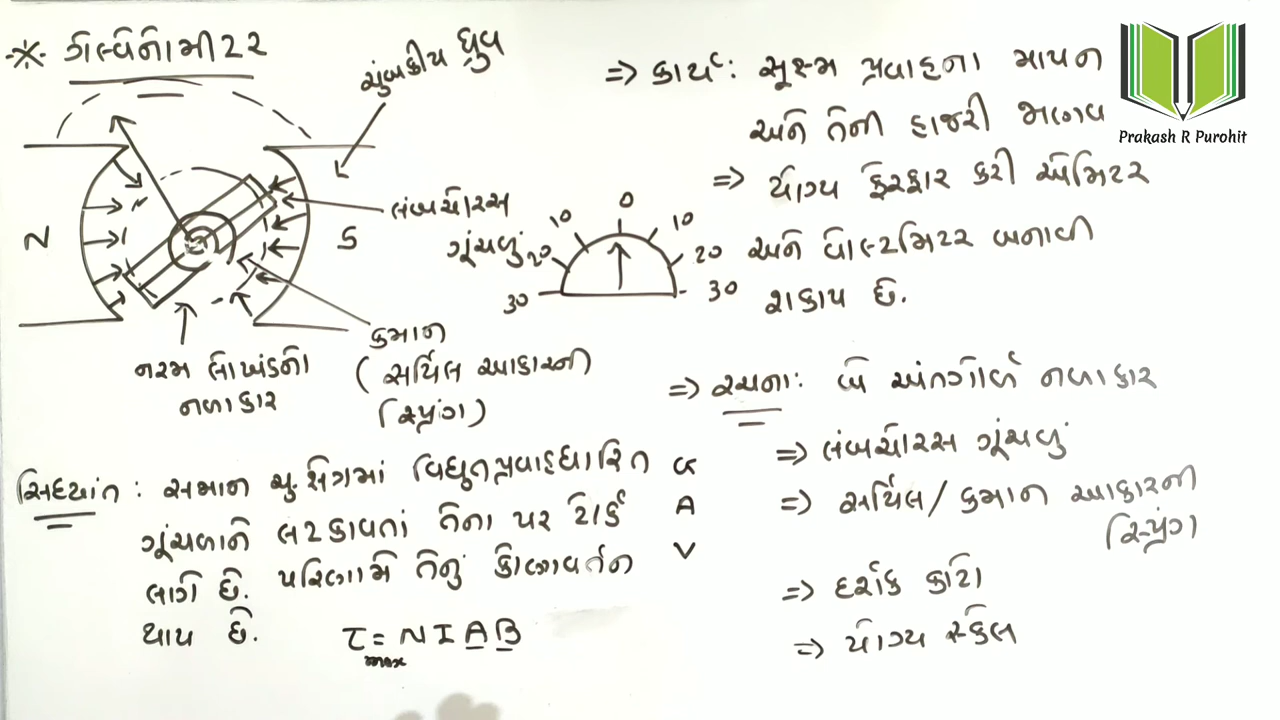 -※- ગેલ્વેનોમીટર
ચુંબકીય ધ્રુવ
N
S
લંબચોરસ
ગૂંચળું
કમાન
(સર્પિલ આકારની
સ્પ્રિંગ)
નરમ લોખંડનો
નળાકાર
30 20 10 0 10 20 30
⇒ કાર્ય : સૂક્ષ્મ પ્રવાહના માપન
અને તેની હાજરી જાણવા
⇒ યોગ્ય ફેરફાર કરી એમિટર
અને વોલ્ટમિટર બનાવી
શકાય છે.
Prakash R Purohit
⇒ રચના : બે અંતર્ગોળ નળાકાર
⇒ લંબચોરસ ગૂંચળું
⇒ સર્પિલ / કમાન આકારની
સ્પ્રિંગ
⇒ દર્શક કાંટો
⇒ યોગ્ય સ્કેલ
સિદ્ધાંત : સમાન ચુ. ક્ષેત્રમાં વિદ્યુતપ્રવાહધારિત
ગૂંચળાને લટકાવતાં તેના પર ટોર્ક
લાગે છે. પરિણામે તેનું કોણાવર્તન
થાય છે.
G
A
V
τ = NIAB
max